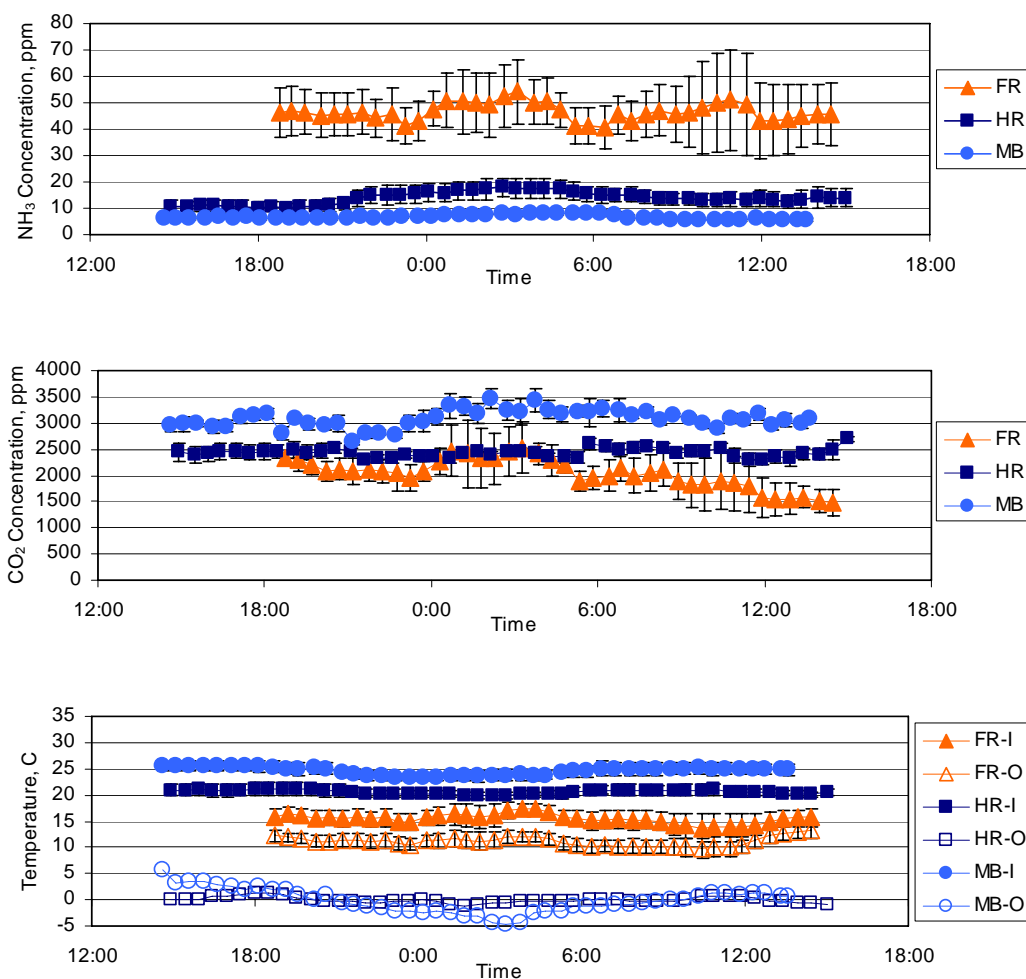 NH₃ Concentration, ppm
80
70
60
50
40
30
20
10
0
12:00 18:00 0:00 6:00 12:00 18:00
Time
FR
HR
MB
CO₂ Concentration, ppm
4000
3500
3000
2500
2000
1500
1000
500
0
12:00 18:00 0:00 6:00 12:00 18:00
Time
FR
HR
MB
Temperature, C
35
30
25
20
15
10
5
0
-5
12:00 18:00 0:00 6:00 12:00 18:00
Time
FR-I
FR-O
HR-I
HR-O
MB-I
MB-O